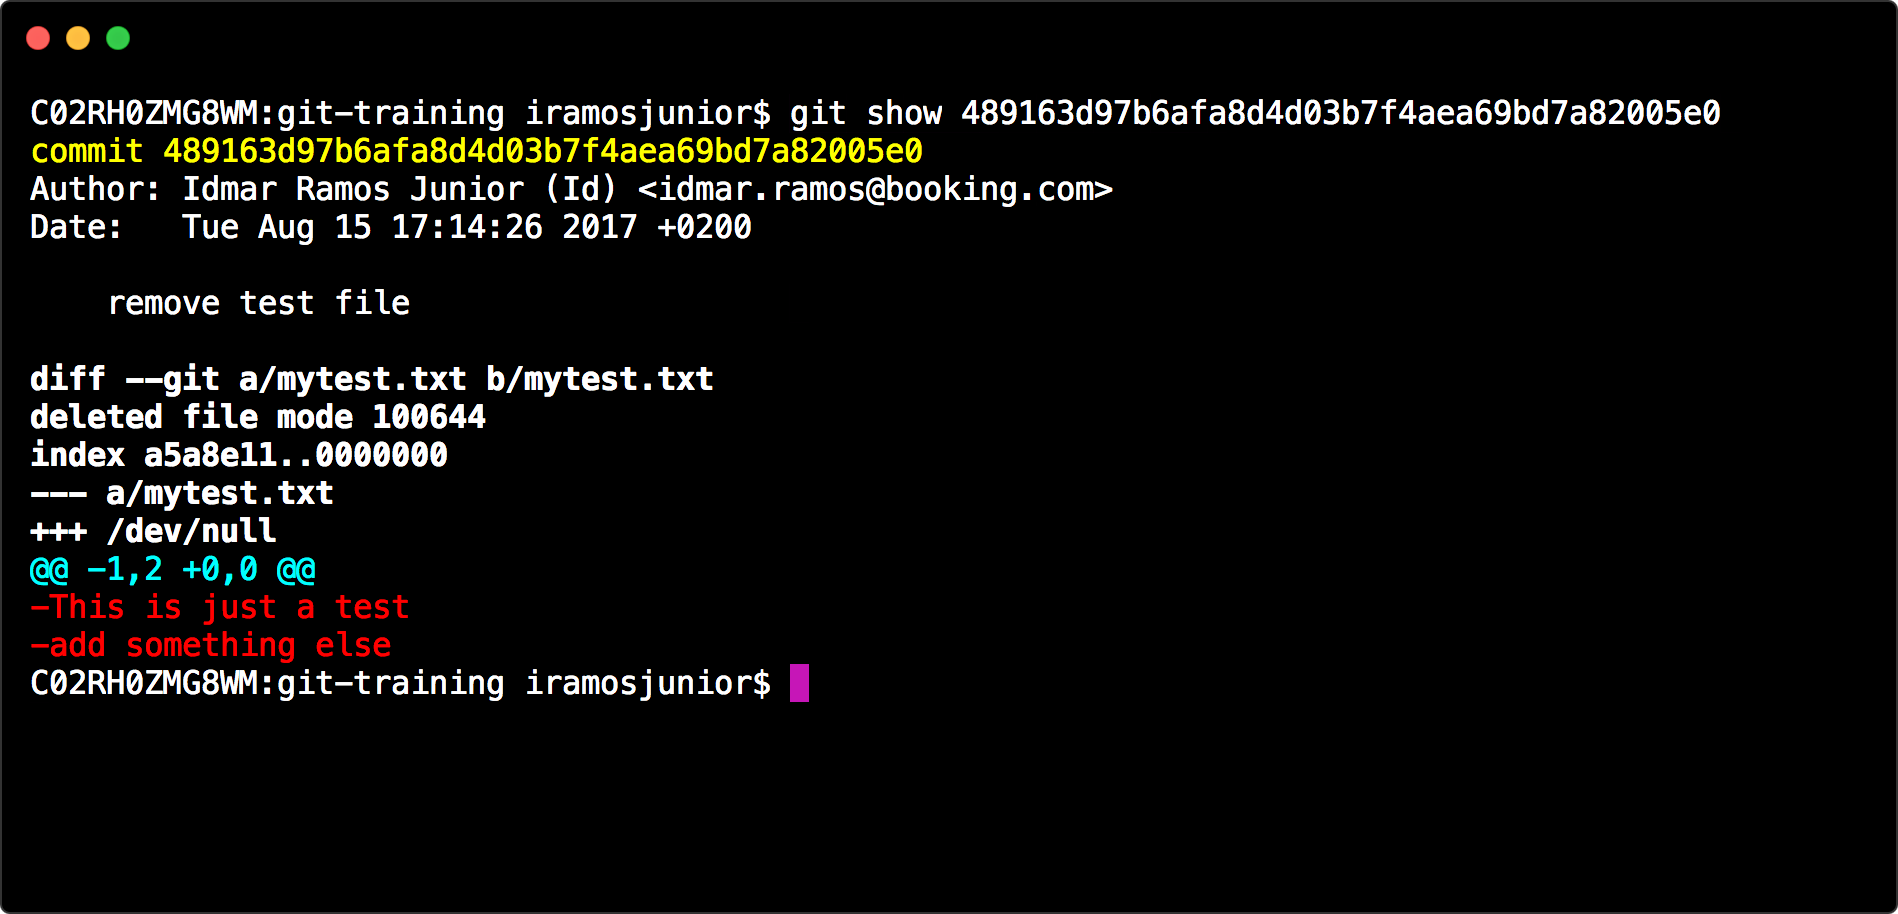 C02RH0ZMG8WM:git-training iramosjunior$ git show 489163d97b6afa8d4d03b7f4aea69bd7a82005e0
commit 489163d97b6afa8d4d03b7f4aea69bd7a82005e0
Author: Idmar Ramos Junior (Id) <idmar.ramos@booking.com>
Date:   Tue Aug 15 17:14:26 2017 +0200
    remove test file
diff --git a/mytest.txt b/mytest.txt
deleted file mode 100644
index a5a8e11..0000000
--- a/mytest.txt
+++ /dev/null
@@ -1,2 +0,0 @@
-This is just a test
-add something else
C02RH0ZMG8WM:git-training iramosjunior$